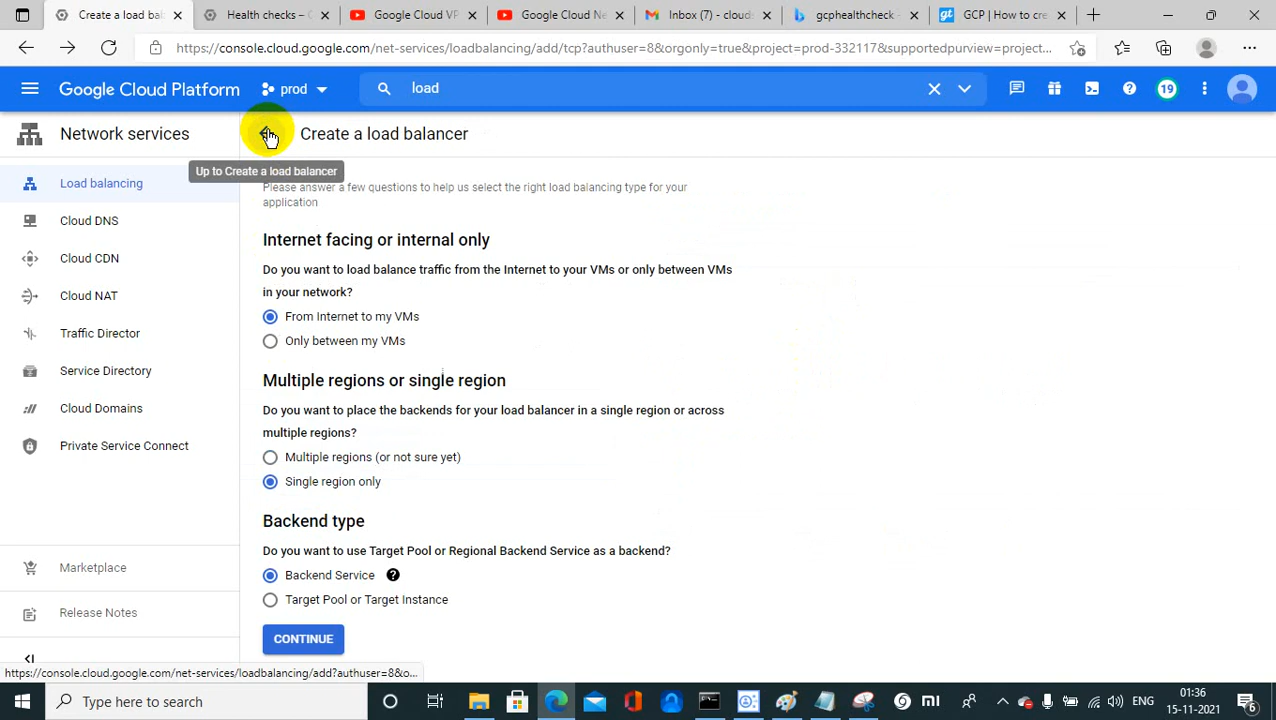 Create a load bala
Health checks – C
Google Cloud VP
Google Cloud Ne
Inbox (7) - clouds
gcphealthcheck -
GCP | How to cre
https://console.cloud.google.com/net-services/loadbalancing/add/tcp?authuser=8&orgonly=true&project=prod-332117&supportedpurview=project...
Google Cloud Platform
prod
load
19
Network services
Create a load balancer
Up to Create a load balancer
Load balancing
Cloud DNS
Cloud CDN
Cloud NAT
Traffic Director
Service Directory
Cloud Domains
Private Service Connect
Marketplace
Release Notes
Please answer a few questions to help us select the right load balancing type for your
application
Internet facing or internal only
Do you want to load balance traffic from the Internet to your VMs or only between VMs
in your network?
From Internet to my VMs
Only between my VMs
Multiple regions or single region
Do you want to place the backends for your load balancer in a single region or across
multiple regions?
Multiple regions (or not sure yet)
Single region only
Backend type
Do you want to use Target Pool or Regional Backend Service as a backend?
Backend Service
Target Pool or Target Instance
CONTINUE
https://console.cloud.google.com/net-services/loadbalancing/add?authuser=8&o...
Type here to search
ENG
01:36
15-11-2021
6